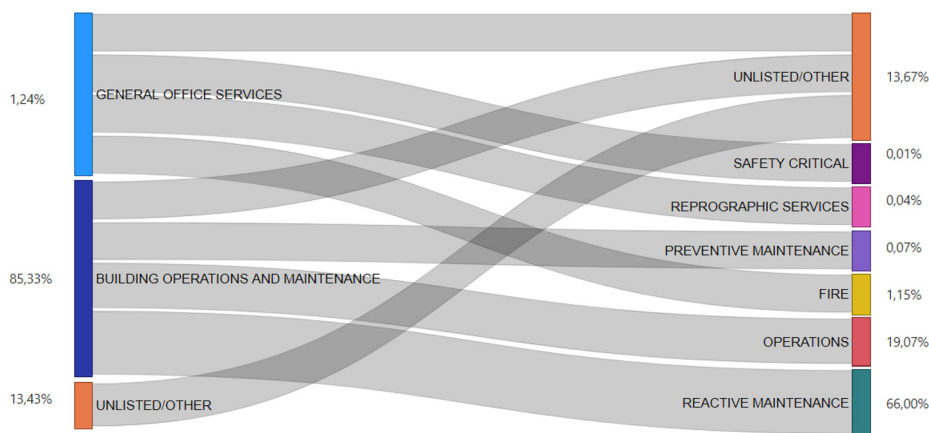 1,24%
GENERAL OFFICE SERVICES
85,33%
BUILDING OPERATIONS AND MAINTENANCE
13,43%
UNLISTED/OTHER
UNLISTED/OTHER
13,67%
SAFETY CRITICAL
0,01%
REPROGRAPHIC SERVICES
0,04%
PREVENTIVE MAINTENANCE
0,07%
FIRE
1,15%
OPERATIONS
19,07%
REACTIVE MAINTENANCE
66,00%